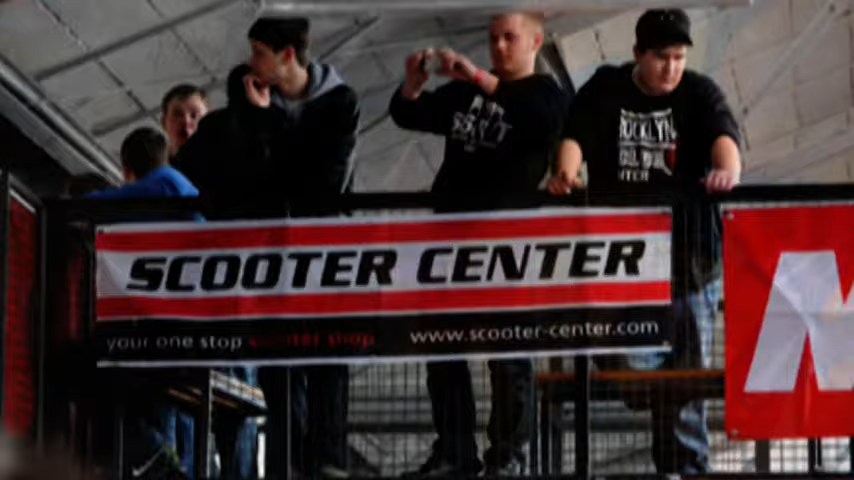 SCOOTER CENTER
your one stop scooter shop
www.scooter-center.com
M